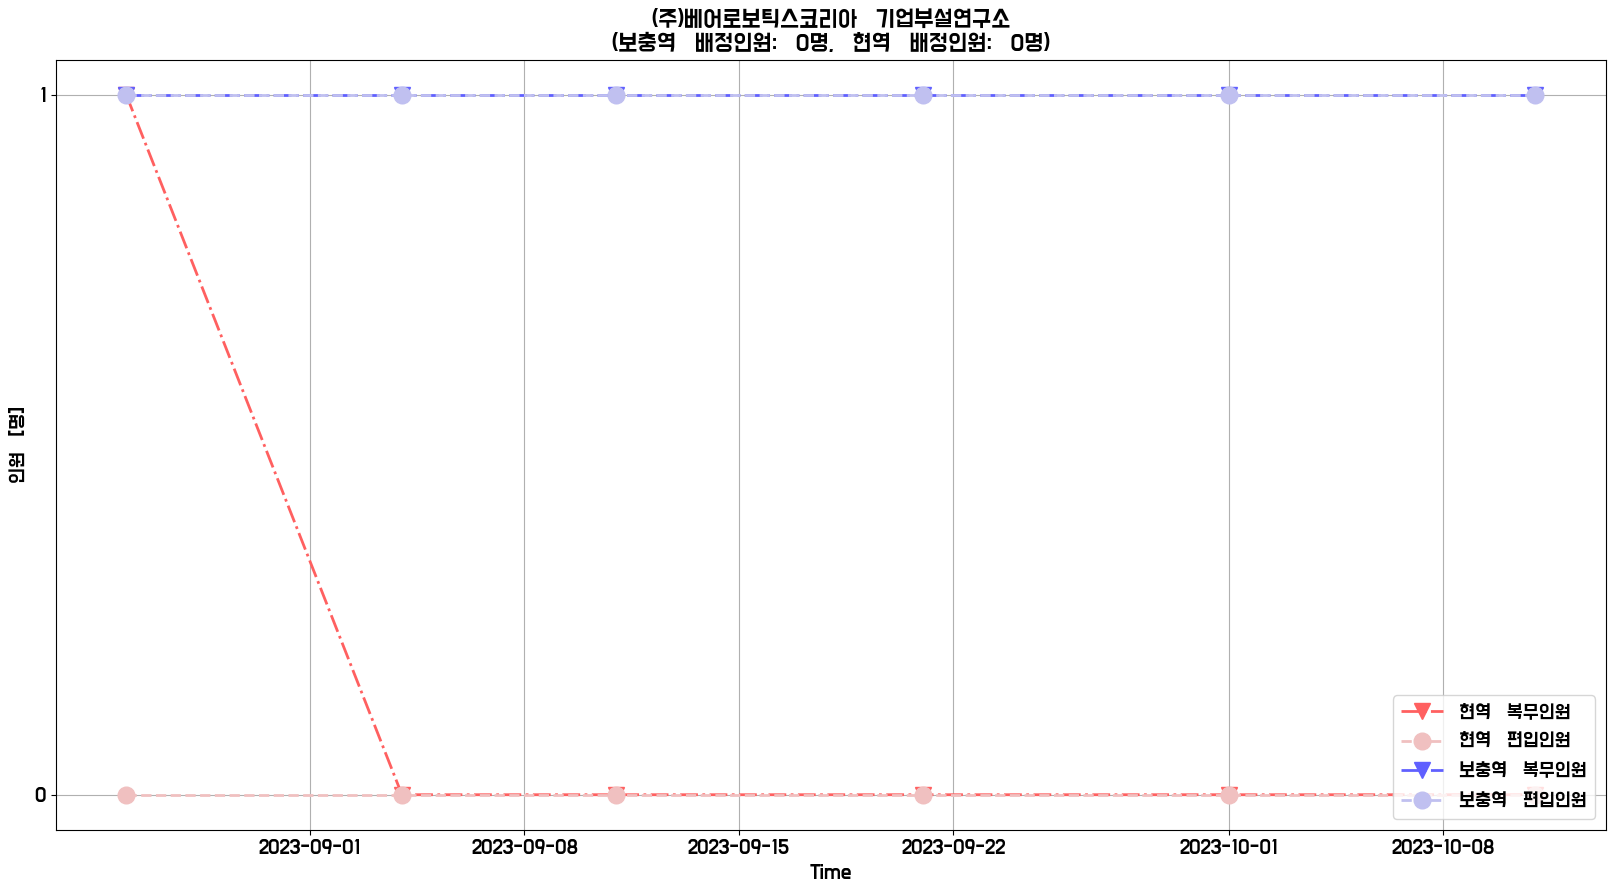 (주)베어로보틱스코리아 기업부설연구소
(보충역 배정인원: 0명, 현역 배정인원: 0명)
1
0
인원 [명]
2023-09-01 2023-09-08 2023-09-15 2023-09-22 2023-10-01 2023-10-08
Time
현역 복무인원
현역 편입인원
보충역 복무인원
보충역 편입인원